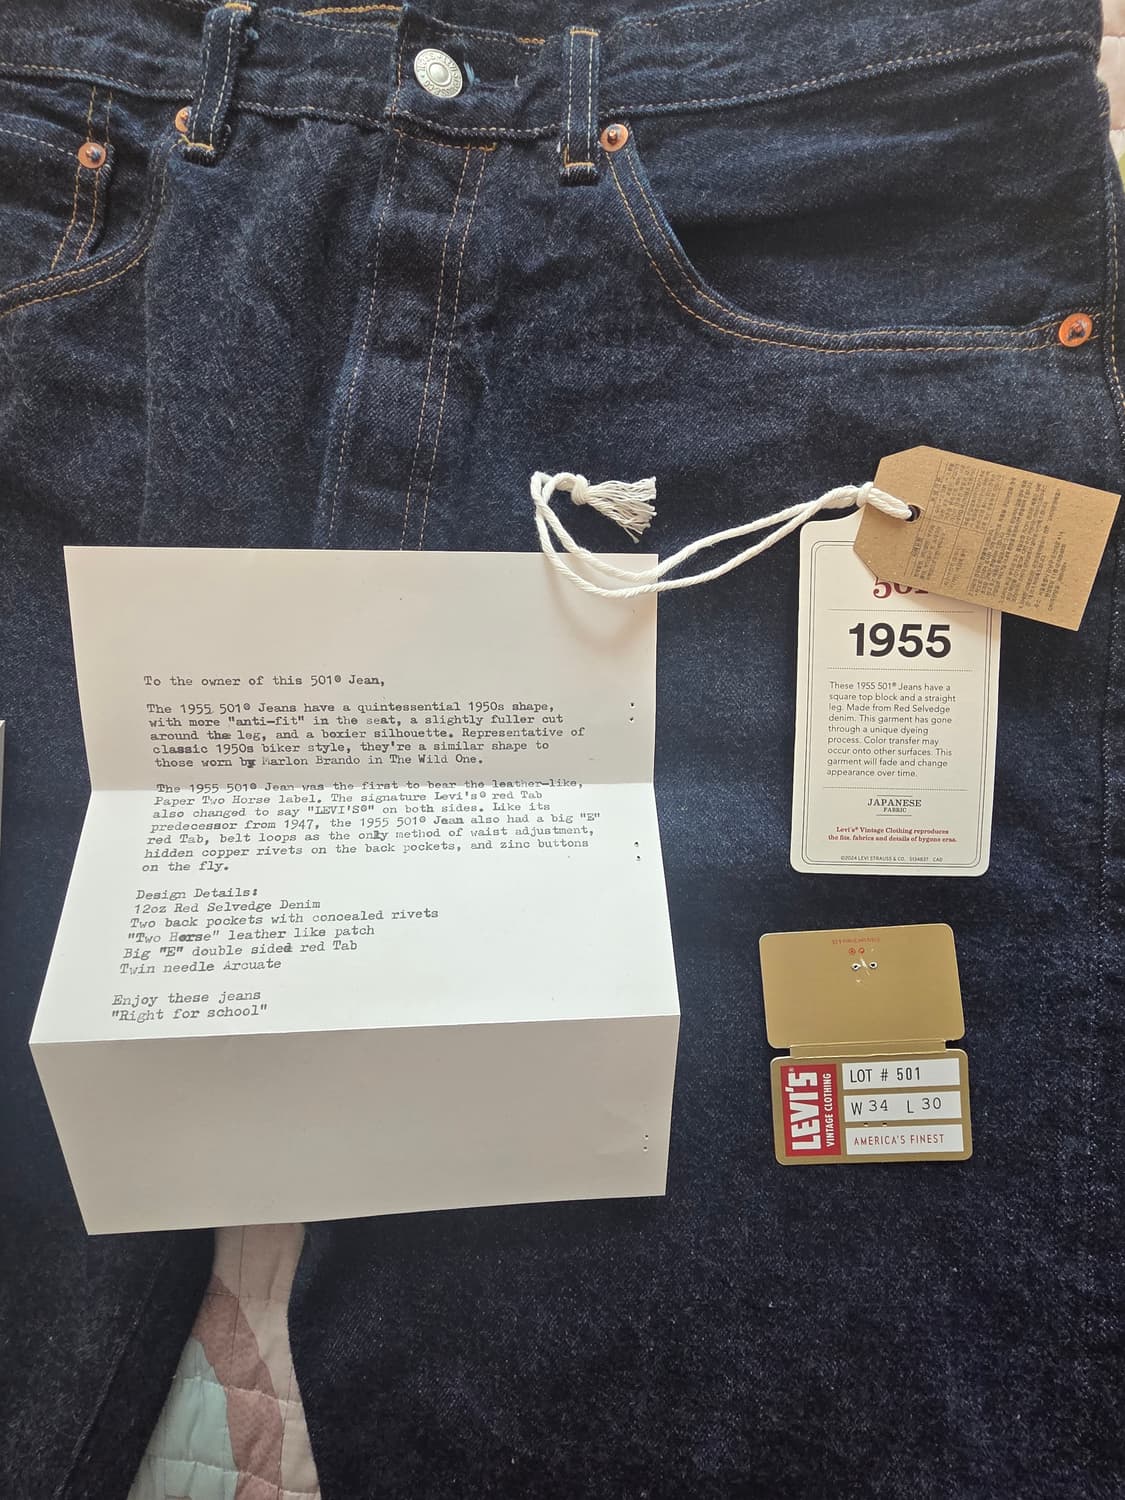 To the owner of this 501® Jean,
The 1955 501® Jeans have a quintessential 1950s shape,
with more "anti-fit" in the seat, a slightly fuller cut
around the leg, and a boxier silhouette. Representative of
classic 1950s biker style, they're a similar shape to
those worn by Marlon Brando in The Wild One.
The 1955 501® Jean was the first to bear the leather-like,
Paper Two Horse label. The signature Levi's® red Tab
also changed to say "LEVI'S®" on both sides. Like its
predecessor from 1947, the 1955 501® Jean also had a big "E"
red Tab, belt loops as the only method of waist adjustment,
hidden copper rivets on the back pockets, and zinc buttons
on the fly.
Design Details:
12oz Red Selvedge Denim
Two back pockets with concealed rivets
"Two Horse" leather like patch
Big "E" double sided red Tab
Twin needle Arcuate
Enjoy these jeans
"Right for school"
501
1955
These 1955 501® Jeans have a
square top block and a straight
leg. Made from Red Selvedge
denim. This garment has gone
through a unique dyeing
process. Color transfer may
occur onto other surfaces. This
garment will fade and change
appearance over time.
JAPANESE
FABRIC
Levi's® Vintage Clothing reproduces
the fits, fabrics and details of bygone eras.
©2024 LEVI STRAUSS & CO. 5134837 CAD
LEVI'S®
VINTAGE CLOTHING
LOT # 501
W 34 L 30
AMERICA'S FINEST